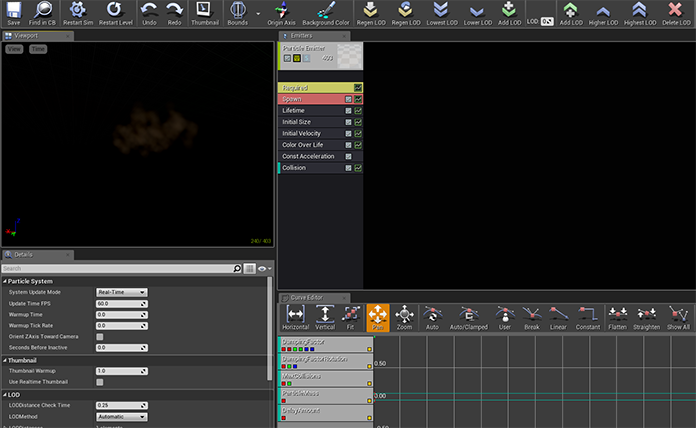 Save Find in CB Restart Sim Restart Level Undo Redo Thumbnail Bounds Origin Axis Background Color Regen LOD Regen LOD Lowest LOD Lower LOD Add LOD LOD: 0 Add LOD Higher LOD Highest LOD Delete LOD
Viewport
View Time
240 / 403
Emitters
Particle Emitter
403
Required
Spawn
Lifetime
Initial Size
Initial Velocity
Color Over Life
Const Acceleration
Collision
Details
Search
Particle System
System Update Mode Real-Time
Update Time FPS 60.0
Warmup Time 0.0
Warmup Tick Rate 0.0
Orient ZAxis Toward Camera
Seconds Before Inactive 0.0
Thumbnail
Thumbnail Warmup 1.0
Use Realtime Thumbnail
LOD
LODDistance Check Time 0.25
LODMethod Automatic
Curve Editor
Horizontal Vertical Fit Pan Zoom Auto Auto/Clamped User Break Linear Constant Flatten Straighten Show All
DampingFactor
DampingFactorRotation
0.50
MaxCollisions
ParticleMass
0.00
DelayAmount
-0.50